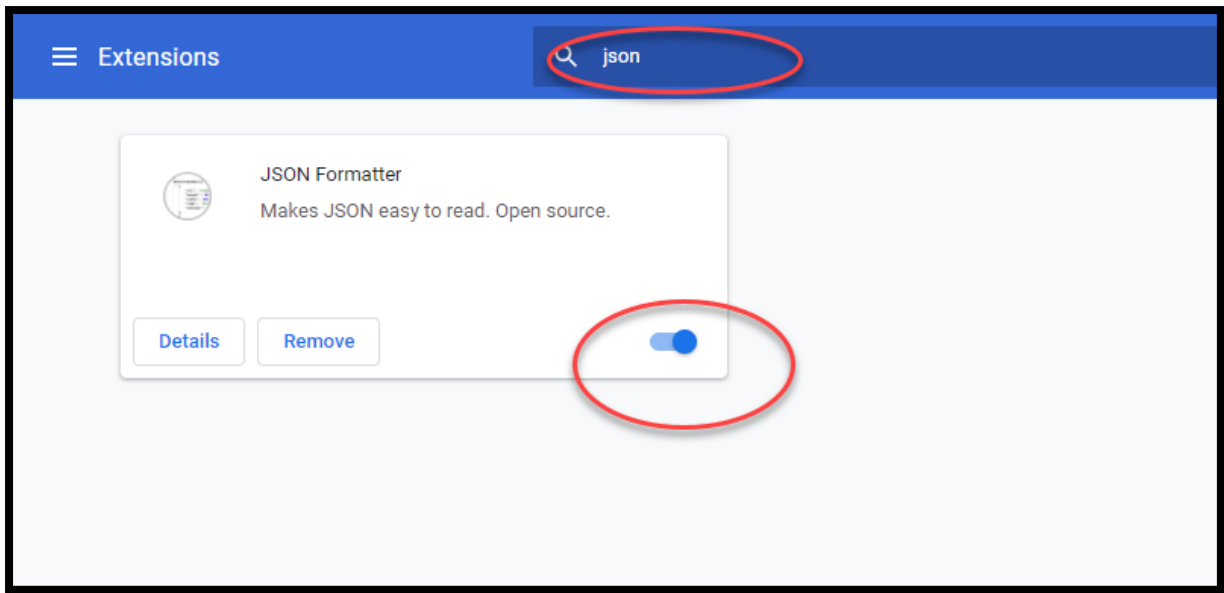 Extensions
json
JSON Formatter
Makes JSON easy to read. Open source.
Details
Remove